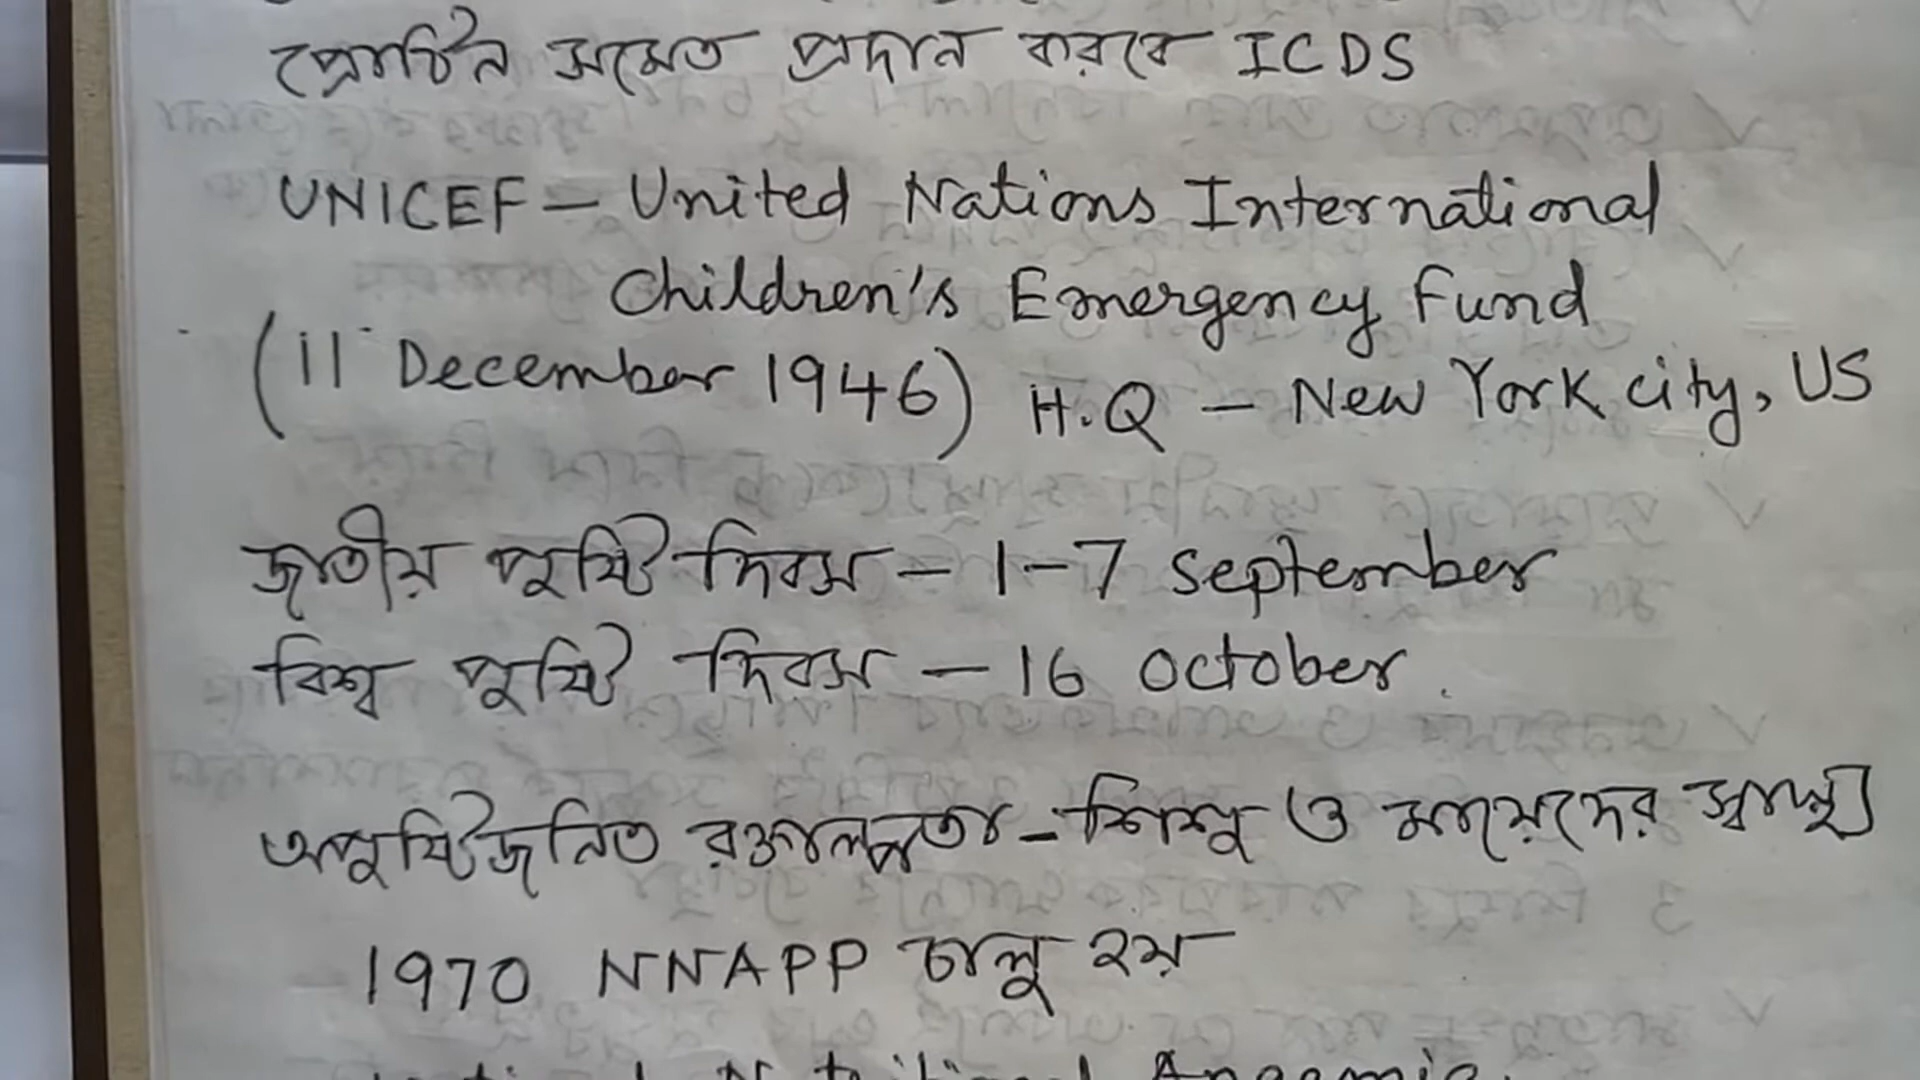 প্রোটিন সমেত প্রদান করবে ICDS
UNICEF – United Nations International
Children's Emergency Fund
(11 December 1946) H.Q – New York city, US
জাতীয় পুষ্টি দিবস – 1-7 September
বিশ্ব পুষ্টি দিবস – 16 October.
অপুষ্টিজনিত রক্তাল্পতা – শিশু ও মায়েদের স্বাস্থ্য
1970 NNAPP চালু হয়